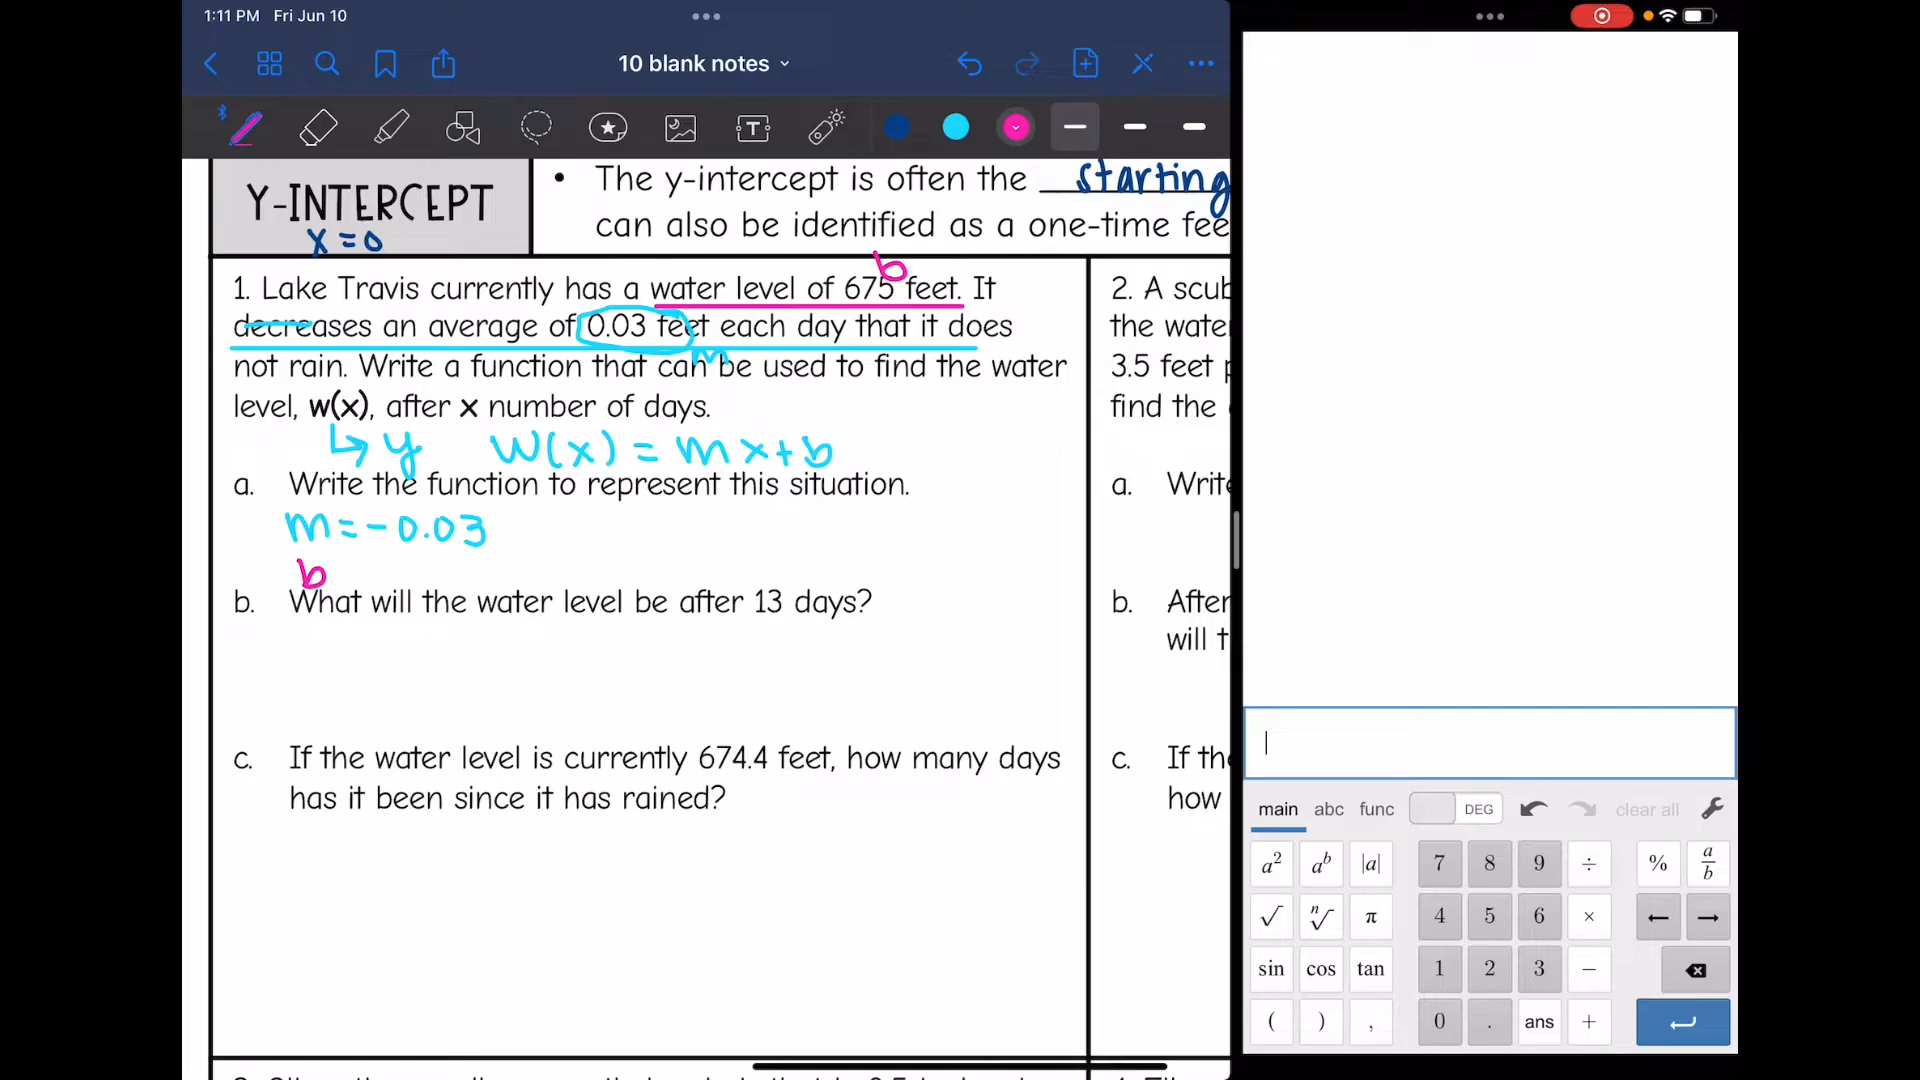 1:11 PM Fri Jun 10
10 blank notes
Y-INTERCEPT
x = 0
• The y-intercept is often the starting
can also be identified as a one-time fee
b
1. Lake Travis currently has a water level of 675 feet. It
decreases an average of 0.03 feet each day that it does
m
not rain. Write a function that can be used to find the water
level, w(x), after x number of days.
↳ y W(x) = mx+b
a. Write the function to represent this situation.
m = -0.03
b
b. What will the water level be after 13 days?
c. If the water level is currently 674.4 feet, how many days
has it been since it has rained?
2. A scub
the wate
3.5 feet
find the
a. Write
b. After
will t
c. If the
how
main abc func DEG clear all
a² aᵇ |a| 7 8 9 ÷ % a/b
√ ⁿ√ π 4 5 6 × ← →
sin cos tan 1 2 3 −
( ) , 0 . ans +